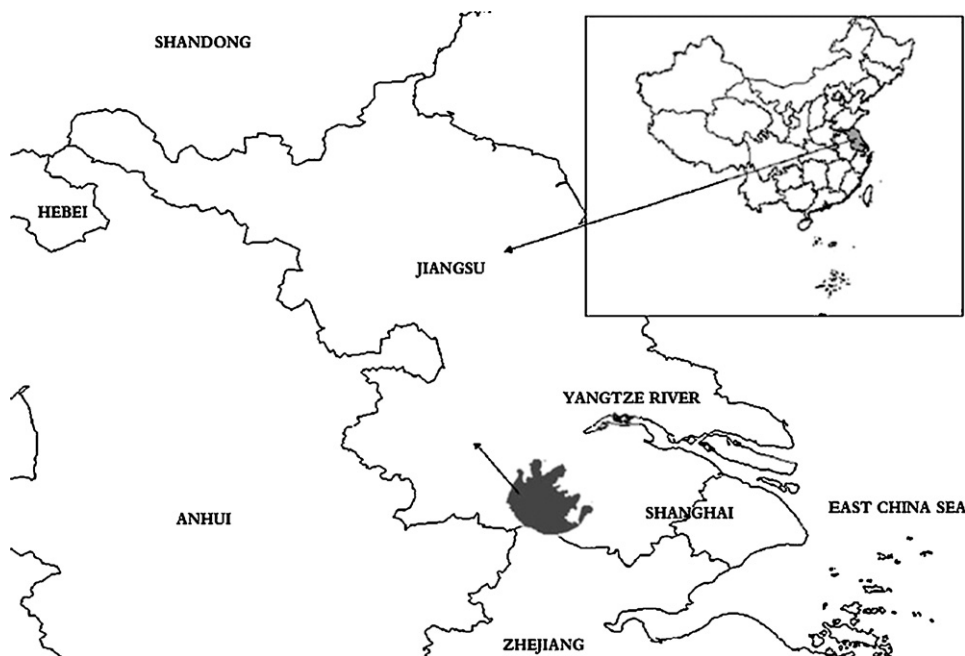 SHANDONG
HEBEI
JIANGSU
YANGTZE RIVER
ANHUI
SHANGHAI
EAST CHINA SEA
ZHEJIANG